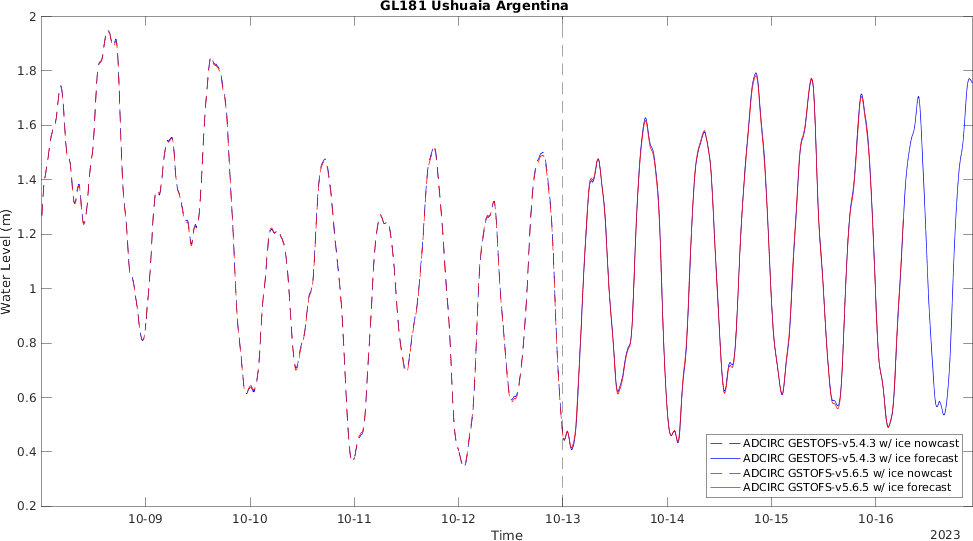 GL181 Ushuaia Argentina
2
1.8
1.6
1.4
1.2
1
0.8
0.6
0.4
0.2
Water Level (m)
ADCIRC GESTOFS-v5.4.3 w/ ice nowcast
ADCIRC GESTOFS-v5.4.3 w/ ice forecast
ADCIRC GSTOFS-v5.6.5 w/ ice nowcast
ADCIRC GSTOFS-v5.6.5 w/ ice forecast
10-09 10-10 10-11 10-12 10-13 10-14 10-15 10-16
Time
2023